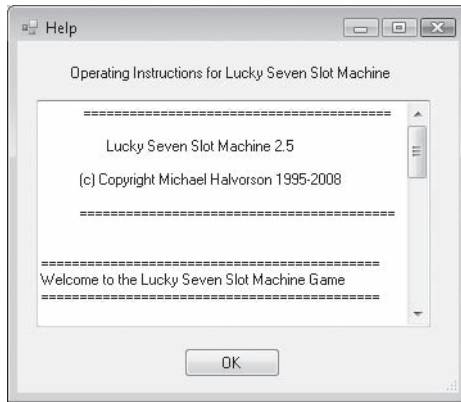 Help
Operating Instructions for Lucky Seven Slot Machine
========================================
Lucky Seven Slot Machine 2.5
(c) Copyright Michael Halvorson 1995-2008
=========================================
============================================
Welcome to the Lucky Seven Slot Machine Game
============================================
OK